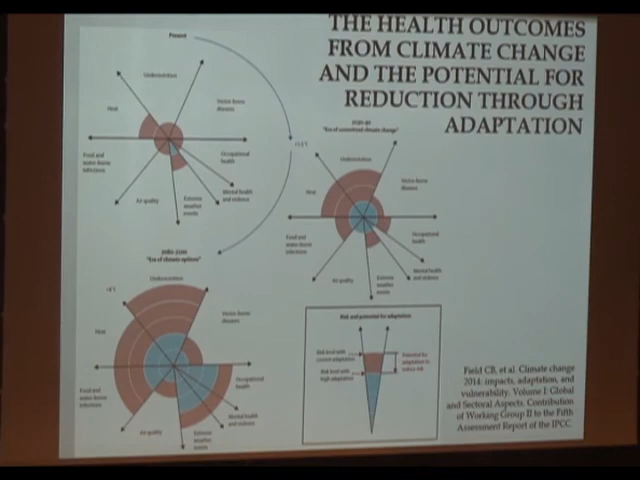 THE HEALTH OUTCOMES
FROM CLIMATE CHANGE
AND THE POTENTIAL FOR
REDUCTION THROUGH
ADAPTATION
Present
Undernutrition
Heat
Vector-borne
diseases
Food and
water-borne
infections
Occupational
health
Mental health
and violence
Air quality
Extreme
weather
events
"Era of committed climate change"
Undernutrition
Heat
Vector-borne
diseases
Food and
water-borne
infections
Occupational
health
Mental health
and violence
Air quality
Extreme
weather
events
2080-2100
"Era of climate options"
Undernutrition
Heat
Vector-borne
diseases
Food and
water-borne
infections
Occupational
health
Mental health
and violence
Air quality
Extreme
weather
events
Risk and potential for adaptation
Risk level with
current adaptation
Risk level with
high adaptation
Potential for
adaptation to
reduce risk
Field CB, et al. Climate change
2014: impacts, adaptation, and
vulnerability. Volume I: Global
and Sectoral Aspects. Contribution
of Working Group II to the Fifth
Assessment Report of the IPCC.